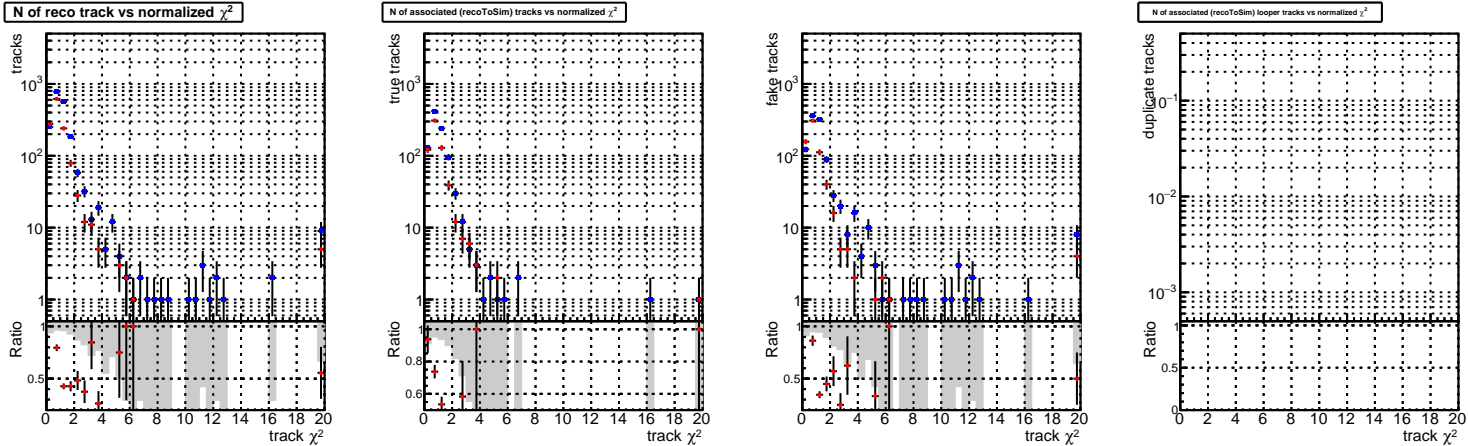 N of reco track vs normalized χ²
tracks
10³
10²
10
1
Ratio
1
0.5
0 2 4 6 8 10 12 14 16 18 20
track χ²
N of associated (recoToSim) tracks vs normalized χ²
true tracks
10³
10²
10
1
Ratio
1
0.8
0.6
0 2 4 6 8 10 12 14 16 18 20
track χ²
fake tracks
10³
10²
10
1
Ratio
1
0.5
0 2 4 6 8 10 12 14 16 18 20
track χ²
N of associated (recoToSim) looper tracks vs normalized χ²
duplicate tracks
10⁻¹
10⁻²
10⁻³
Ratio
1
0.5
0
0 2 4 6 8 10 12 14 16 18 20
track χ²